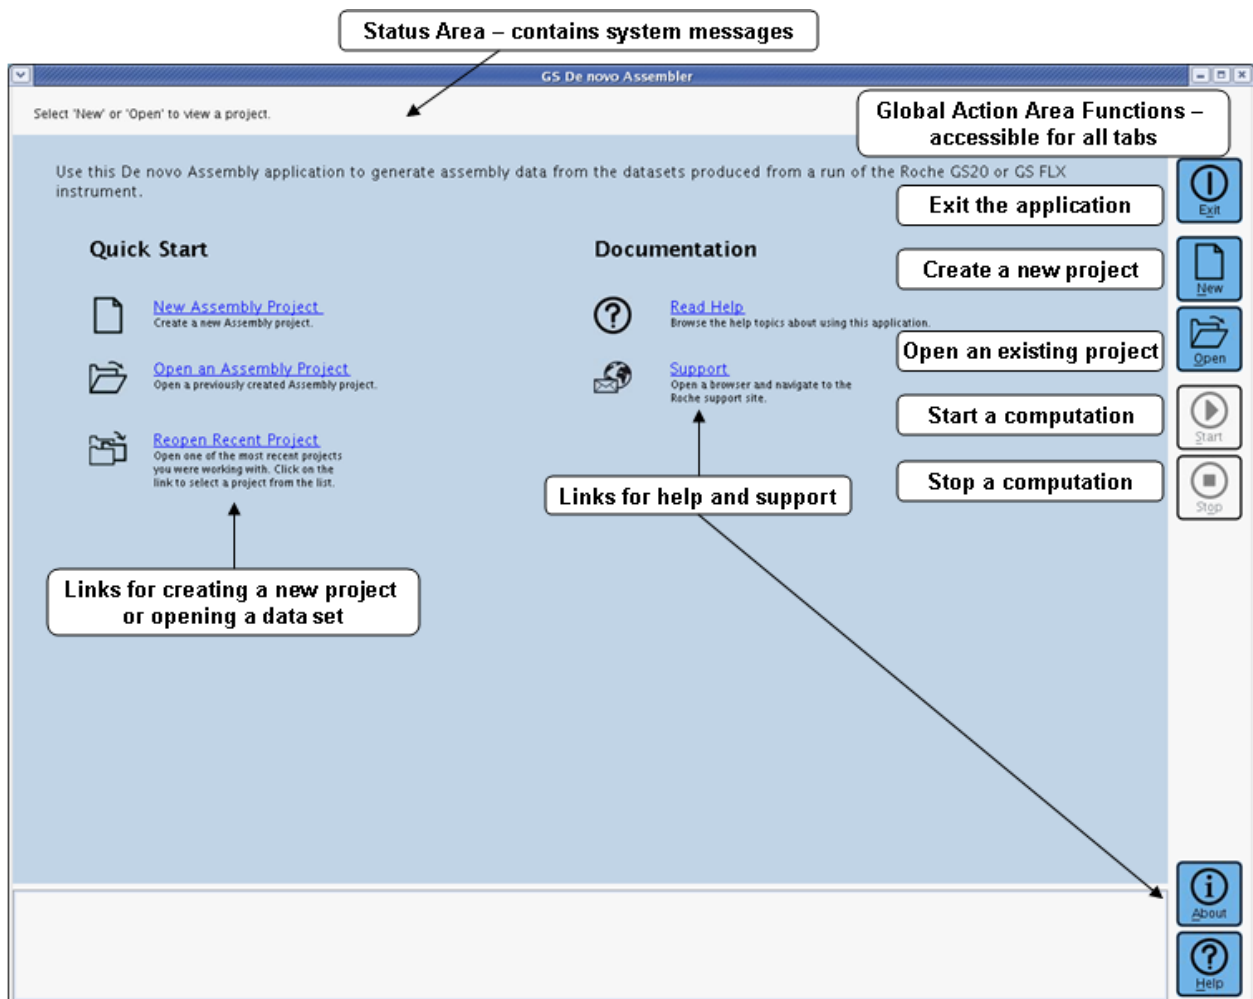 Status Area – contains system messages
GS De novo Assembler
Select 'New' or 'Open' to view a project.
Global Action Area Functions –
accessible for all tabs
Use this De novo Assembly application to generate assembly data from the datasets produced from a run of the Roche GS20 or GS FLX
instrument.
Exit the application
Exit
Quick Start
Documentation
Create a new project
New
New Assembly Project
Create a new Assembly project.
Read Help
Browse the help topics about using this application.
Open an existing project
Open
Open an Assembly Project
Open a previously created Assembly project.
Support
Open a browser and navigate to the
Roche support site.
Start a computation
Start
Reopen Recent Project
Open one of the most recent projects
you were working with. Click on the
link to select a project from the list.
Links for help and support
Stop a computation
Stop
Links for creating a new project
or opening a data set
About
Help